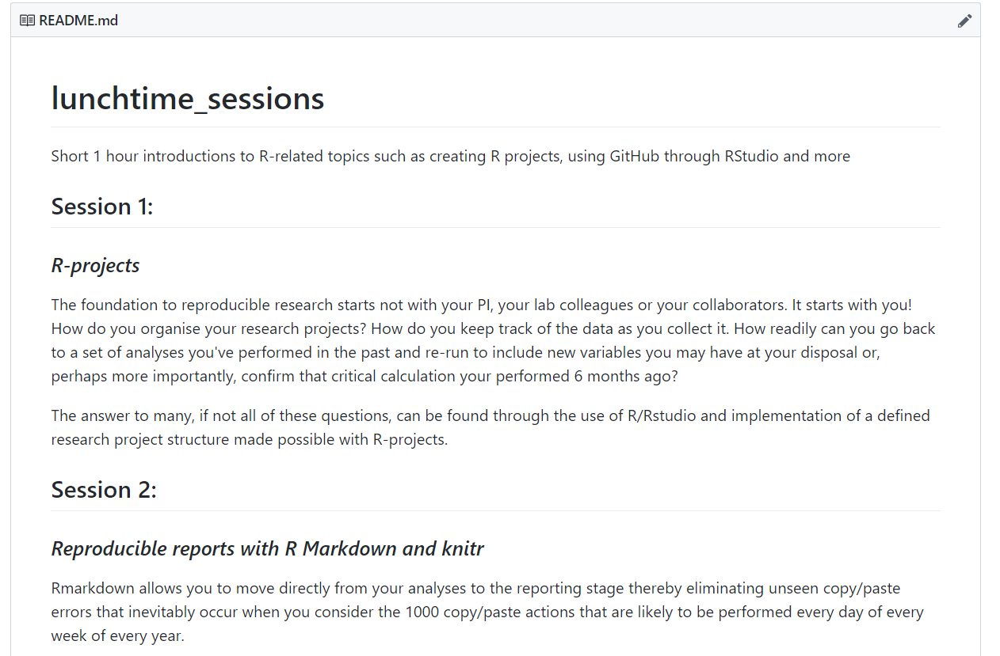 README.md
lunchtime_sessions
Short 1 hour introductions to R-related topics such as creating R projects, using GitHub through RStudio and more
Session 1:
R-projects
The foundation to reproducible research starts not with your PI, your lab colleagues or your collaborators. It starts with you!
How do you organise your research projects? How do you keep track of the data as you collect it. How readily can you go back
to a set of analyses you've performed in the past and re-run to include new variables you may have at your disposal or,
perhaps more importantly, confirm that critical calculation your performed 6 months ago?
The answer to many, if not all of these questions, can be found through the use of R/Rstudio and implementation of a defined
research project structure made possible with R-projects.
Session 2:
Reproducible reports with R Markdown and knitr
Rmarkdown allows you to move directly from your analyses to the reporting stage thereby eliminating unseen copy/paste
errors that inevitably occur when you consider the 1000 copy/paste actions that are likely to be performed every day of every
week of every year.